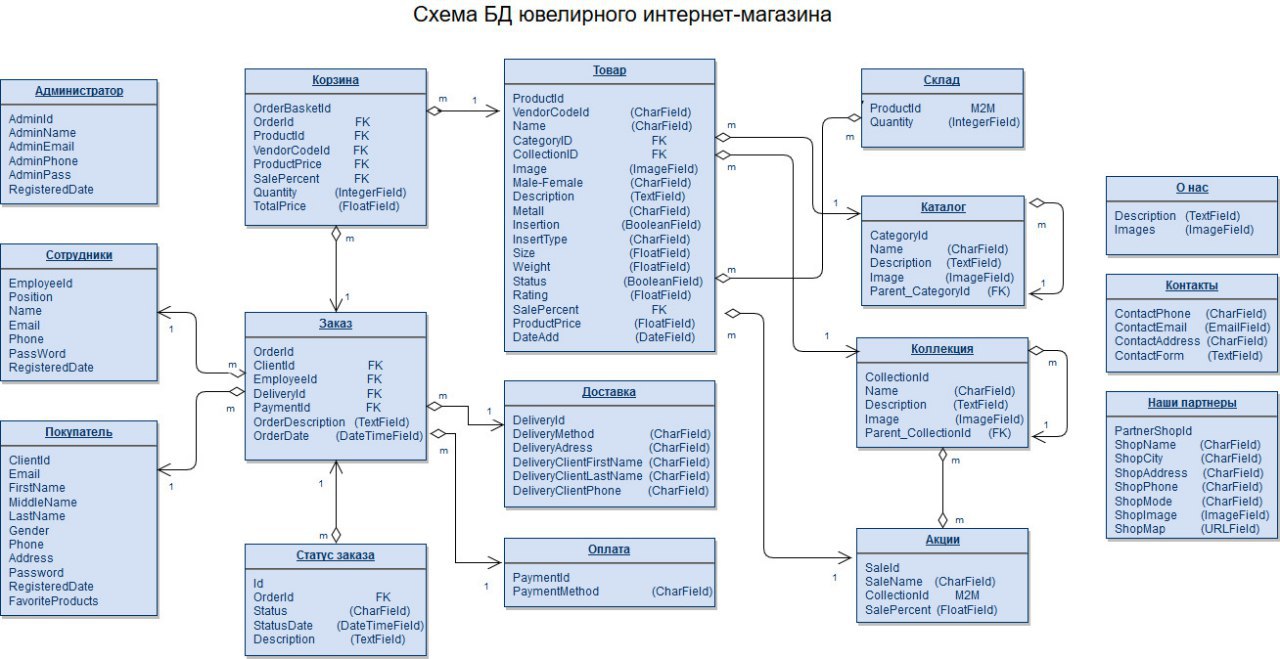 Схема БД ювелирного интернет-магазина
Администратор
AdminId
AdminName
AdminEmail
AdminPhone
AdminPass
RegisteredDate
Сотрудники
EmployeeId
Position
Name
Email
Phone
PassWord
RegisteredDate
Покупатель
ClientId
Email
FirstName
MiddleName
LastName
Gender
Phone
Address
Password
RegisteredDate
FavoriteProducts
Корзина
OrderBasketId
OrderId FK
ProductId FK
VendorCodeId FK
ProductPrice FK
SalePercent FK
Quantity (IntegerField)
TotalPrice (FloatField)
m
1
m
1
Заказ
OrderId
ClientId FK
EmployeeId FK
DeliveryId FK
PaymentId FK
OrderDescription (TextField)
OrderDate (DateTimeField)
1
m
m
1
m
1
m
1
1
m
Статус заказа
Id
OrderId FK
Status (CharField)
StatusDate (DateTimeField)
Description (TextField)
Товар
ProductId
VendorCodeId (CharField)
Name (CharField)
CategoryID FK
CollectionID FK
Image (ImageField)
Male-Female (CharField)
Description (TextField)
Metall (CharField)
Insertion (BooleanField)
InsertType (CharField)
Size (FloatField)
Weight (FloatField)
Status (BooleanField)
Rating (FloatField)
SalePercent FK
ProductPrice (FloatField)
DateAdd (DateField)
m
m
m
m
Доставка
DeliveryId
DeliveryMethod (CharField)
DeliveryAdress (CharField)
DeliveryClientFirstName (CharField)
DeliveryClientLastName (CharField)
DeliveryClientPhone (CharField)
Оплата
PaymentId
PaymentMethod (CharField)
Склад
ProductId M2M
Quantity (IntegerField)
m
1
Каталог
CategoryId
Name (CharField)
Description (TextField)
Image (ImageField)
Parent_CategoryId (FK)
m
1
1
Коллекция
CollectionId
Name (CharField)
Description (TextField)
Image (ImageField)
Parent_CollectionId (FK)
m
1
m
m
1
Акции
SaleId
SaleName (CharField)
CollectionId M2M
SalePercent (FloatField)
О нас
Description (TextField)
Images (ImageField)
Контакты
ContactPhone (CharField)
ContactEmail (EmailField)
ContactAddress (CharField)
ContactForm (TextField)
Наши партнеры
PartnerShopId
ShopName (CharField)
ShopCity (CharField)
ShopAddress (CharField)
ShopPhone (CharField)
ShopMode (CharField)
ShopImage (ImageField)
ShopMap (URLField)